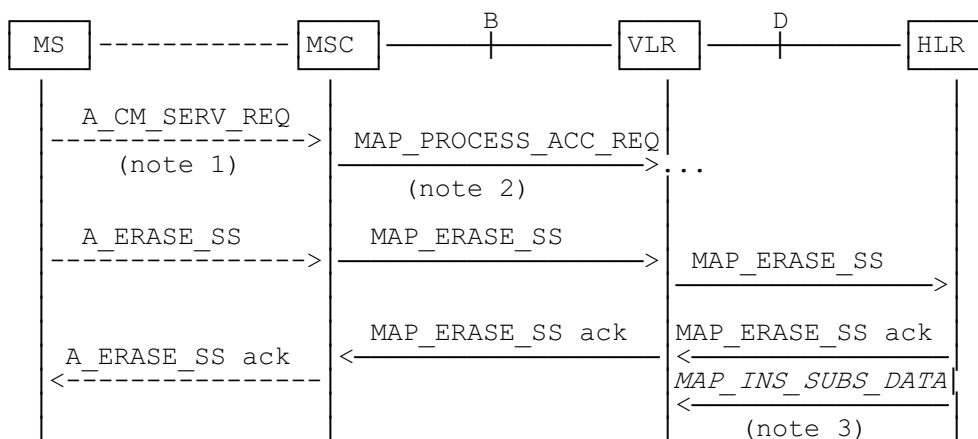 B D
MS MSC VLR HLR
A_CM_SERV_REQ
MAP_PROCESS_ACC_REQ
(note 1) ...
(note 2)
A_ERASE_SS MAP_ERASE_SS
MAP_ERASE_SS
MAP_ERASE_SS ack MAP_ERASE_SS ack
A_ERASE_SS ack
MAP_INS_SUBS_DATA
(note 3)